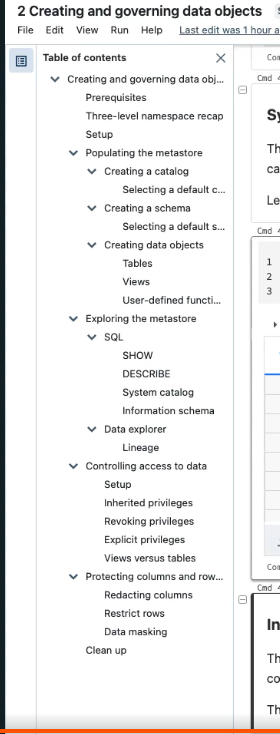 2 Creating and governing data objects
File Edit View Run Help Last edit was 1 hour a
Table of contents
Creating and governing data obj...
Prerequisites
Three-level namespace recap
Setup
Populating the metastore
Creating a catalog
Selecting a default c...
Creating a schema
Selecting a default s...
Creating data objects
Tables
Views
User-defined functi...
Exploring the metastore
SQL
SHOW
DESCRIBE
System catalog
Information schema
Data explorer
Lineage
Controlling access to data
Setup
Inherited privileges
Revoking privileges
Explicit privileges
Views versus tables
Protecting columns and row...
Redacting columns
Restrict rows
Data masking
Clean up
Com
Cmd 4
Sy
Th
ca
Le
Cmd 4
1
2
3
Com
Cmd 4
In
Th
co
Th